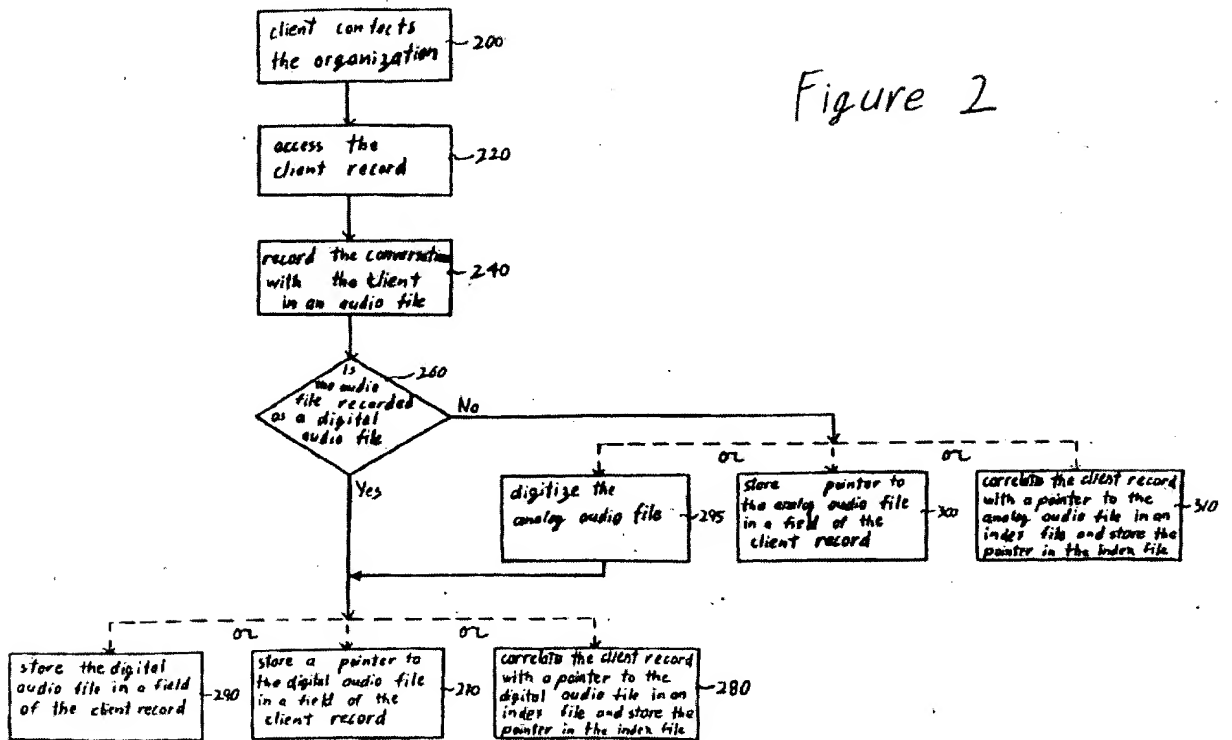 client contacts
the organization
200
Figure 2
access the
client record
220
record the conversation
with the client
in an audio file
240
Is
the audio
file recorded
as a digital
audio file
260
No
Yes
or
or
digitize the
analog audio file
295
store pointer to
the analog audio file
in a field of the
client record
300
correlate the client record
with a pointer to the
analog audio file in an
index file and store the
pointer in the index file
310
or
or
store the digital
audio file in a field
of the client record
290
store a pointer to
the digital audio file
in a field of the
client record
270
correlate the client record
with a pointer to the
digital audio file in an
index file and store the
pointer in the index file
280